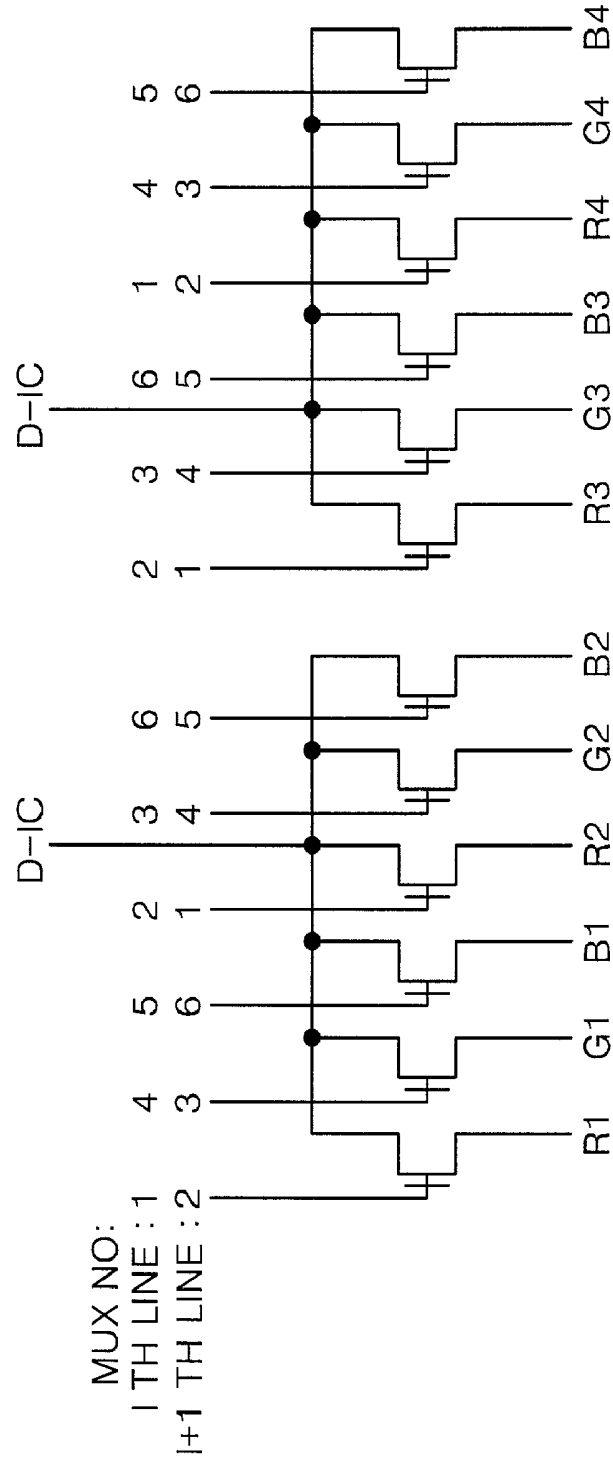 D-IC D-IC
MUX NO:
I TH LINE : 1 4 5 2 3 6 2 3 6 1 4 5
I+1 TH LINE : 2 3 6 1 4 5 1 4 5 2 3 6
R1 G1 B1 R2 G2 B2 R3 G3 B3 R4 G4 B4